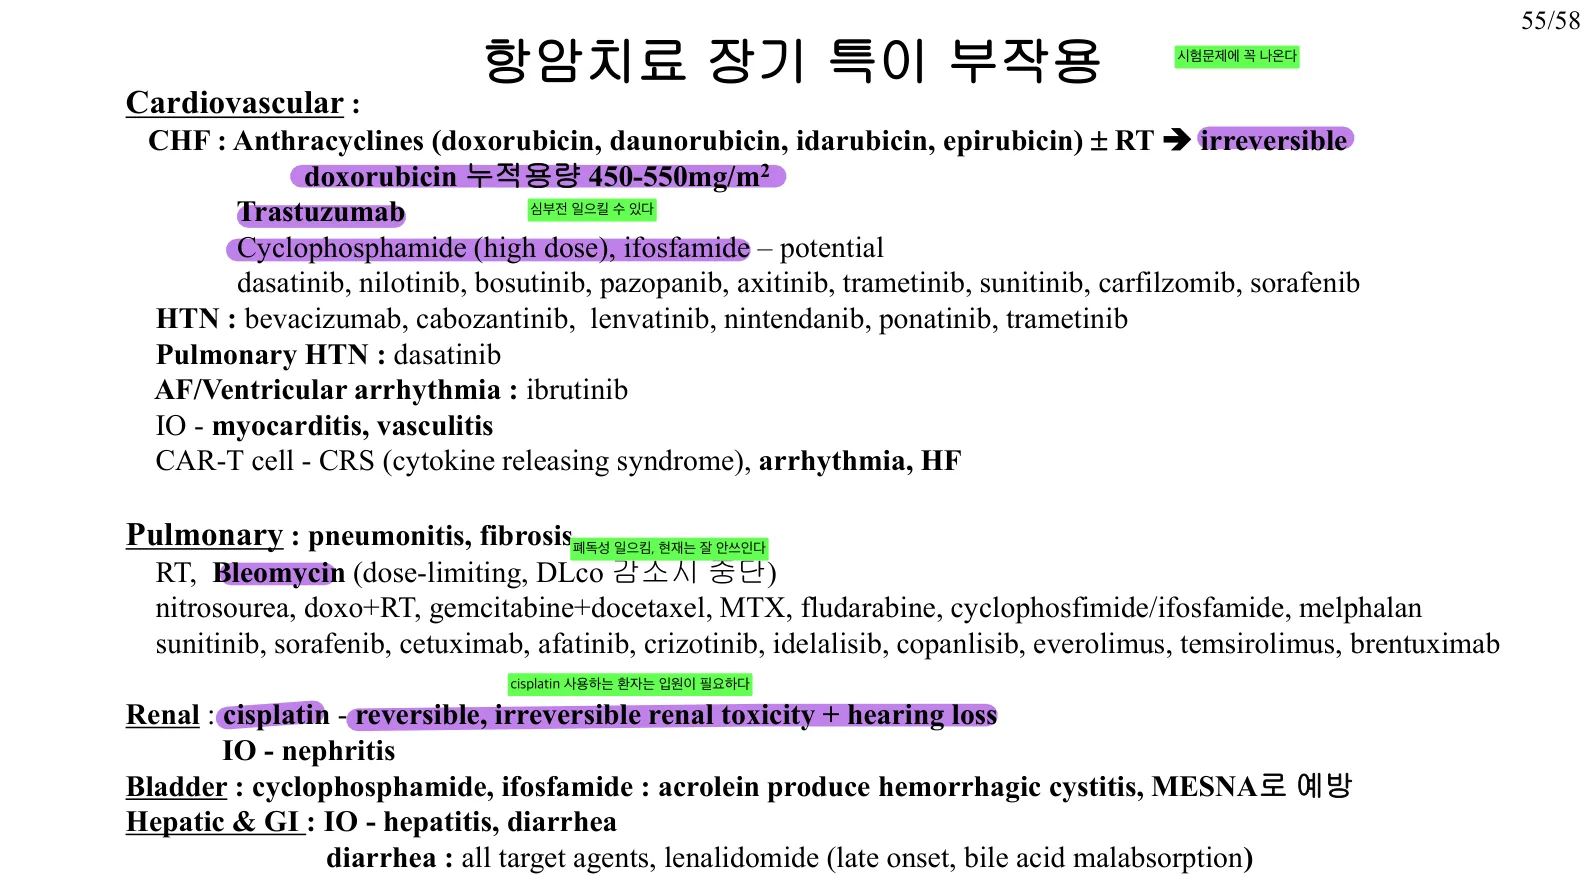 55/58
항암치료 장기 특이 부작용
시험문제에 꼭 나온다
Cardiovascular :
CHF : Anthracyclines (doxorubicin, daunorubicin, idarubicin, epirubicin) ± RT ➔ irreversible
doxorubicin 누적용량 450-550mg/m²
Trastuzumab
심부전 일으킬 수 있다
Cyclophosphamide (high dose), ifosfamide – potential
dasatinib, nilotinib, bosutinib, pazopanib, axitinib, trametinib, sunitinib, carfilzomib, sorafenib
HTN : bevacizumab, cabozantinib, lenvatinib, nintendanib, ponatinib, trametinib
Pulmonary HTN : dasatinib
AF/Ventricular arrhythmia : ibrutinib
IO - myocarditis, vasculitis
CAR-T cell - CRS (cytokine releasing syndrome), arrhythmia, HF
Pulmonary : pneumonitis, fibrosis
폐독성 일으킴, 현재는 잘 안쓰인다
RT, Bleomycin (dose-limiting, DLco 감소시 중단)
nitrosourea, doxo+RT, gemcitabine+docetaxel, MTX, fludarabine, cyclophosfimide/ifosfamide, melphalan
sunitinib, sorafenib, cetuximab, afatinib, crizotinib, idelalisib, copanlisib, everolimus, temsirolimus, brentuximab
cisplatin 사용하는 환자는 입원이 필요하다
Renal : cisplatin - reversible, irreversible renal toxicity + hearing loss
IO - nephritis
Bladder : cyclophosphamide, ifosfamide : acrolein produce hemorrhagic cystitis, MESNA로 예방
Hepatic & GI : IO - hepatitis, diarrhea
diarrhea : all target agents, lenalidomide (late onset, bile acid malabsorption)